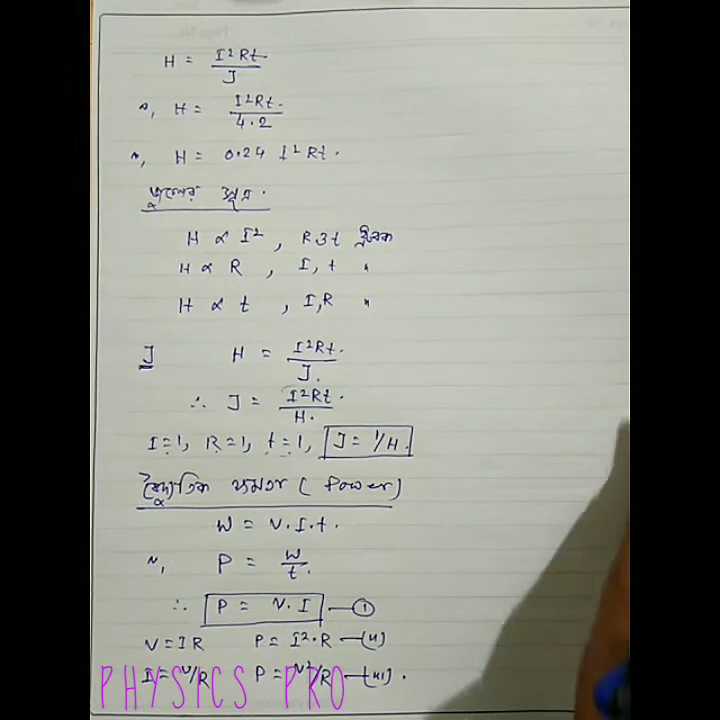 H = I²Rt / J
বা, H = I²Rt. / 4.2
বা, H = 0.24 I²Rt.
জুলের সূত্র.
H ∝ I², R ও t ধ্রুবক
H ∝ R, I, t "
H ∝ t, I, R "
J H = I²Rt. / J.
∴ J = I²Rt. / H.
I=1, R=1, t=1, J = 1/H.
বৈদ্যুতিক ক্ষমতা (Power)
W = V.I.t.
বা, P = W / t.
∴ P = V.I —(i)
V = IR P = I².R —(ii)
I = V/R P = V²/R —(iii).
PHYSICS PRO